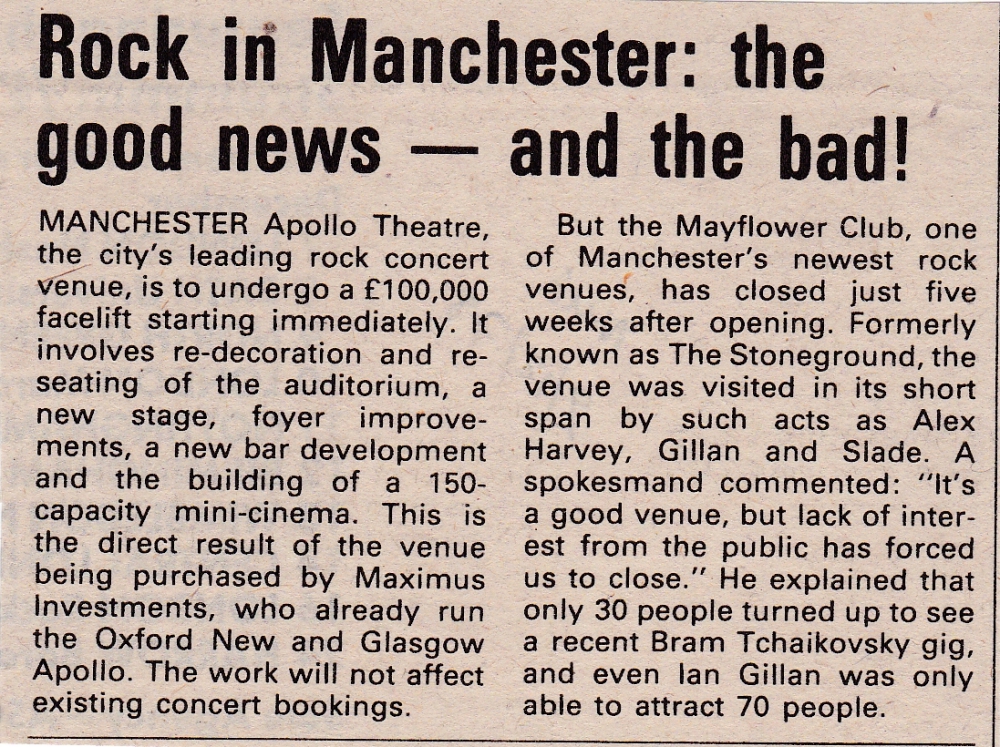 Rock in Manchester: the
good news — and the bad!
MANCHESTER Apollo Theatre,
the city's leading rock concert
venue, is to undergo a £100,000
facelift starting immediately. It
involves re-decoration and re-
seating of the auditorium, a
new stage, foyer improve-
ments, a new bar development
and the building of a 150-
capacity mini-cinema. This is
the direct result of the venue
being purchased by Maximus
Investments, who already run
the Oxford New and Glasgow
Apollo. The work will not affect
existing concert bookings.
But the Mayflower Club, one
of Manchester's newest rock
venues, has closed just five
weeks after opening. Formerly
known as The Stoneground, the
venue was visited in its short
span by such acts as Alex
Harvey, Gillan and Slade. A
spokesmand commented: "It's
a good venue, but lack of inter-
est from the public has forced
us to close." He explained that
only 30 people turned up to see
a recent Bram Tchaikovsky gig,
and even Ian Gillan was only
able to attract 70 people.